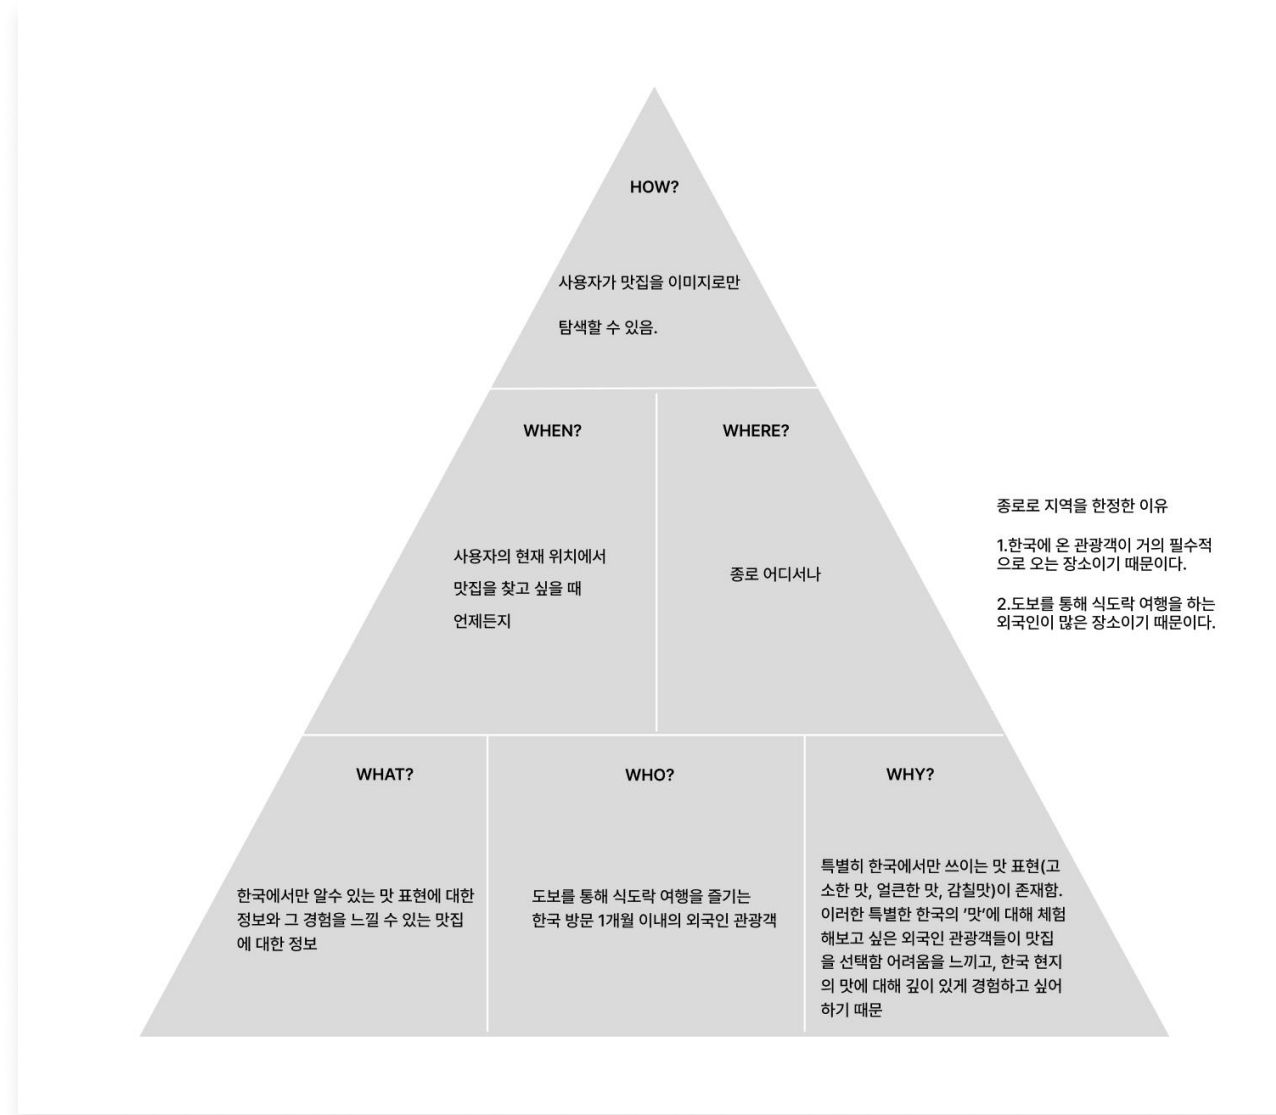 HOW?
사용자가 맛집을 이미지로만
탐색할 수 있음.
WHEN?
사용자의 현재 위치에서
맛집을 찾고 싶을 때
언제든지
WHERE?
종로 어디서나
종로로 지역을 한정한 이유
1.한국에 온 관광객이 거의 필수적
으로 오는 장소이기 때문이다.
2.도보를 통해 식도락 여행을 하는
외국인이 많은 장소이기 때문이다.
WHAT?
한국에서만 알수 있는 맛 표현에 대한
정보와 그 경험을 느낄 수 있는 맛집
에 대한 정보
WHO?
도보를 통해 식도락 여행을 즐기는
한국 방문 1개월 이내의 외국인 관광객
WHY?
특별히 한국에서만 쓰이는 맛 표현(고
소한 맛, 얼큰한 맛, 감칠맛)이 존재함.
이러한 특별한 한국의 ‘맛’에 대해 체험
해보고 싶은 외국인 관광객들이 맛집
을 선택함 어려움을 느끼고, 한국 현지
의 맛에 대해 깊이 있게 경험하고 싶어
하기 때문